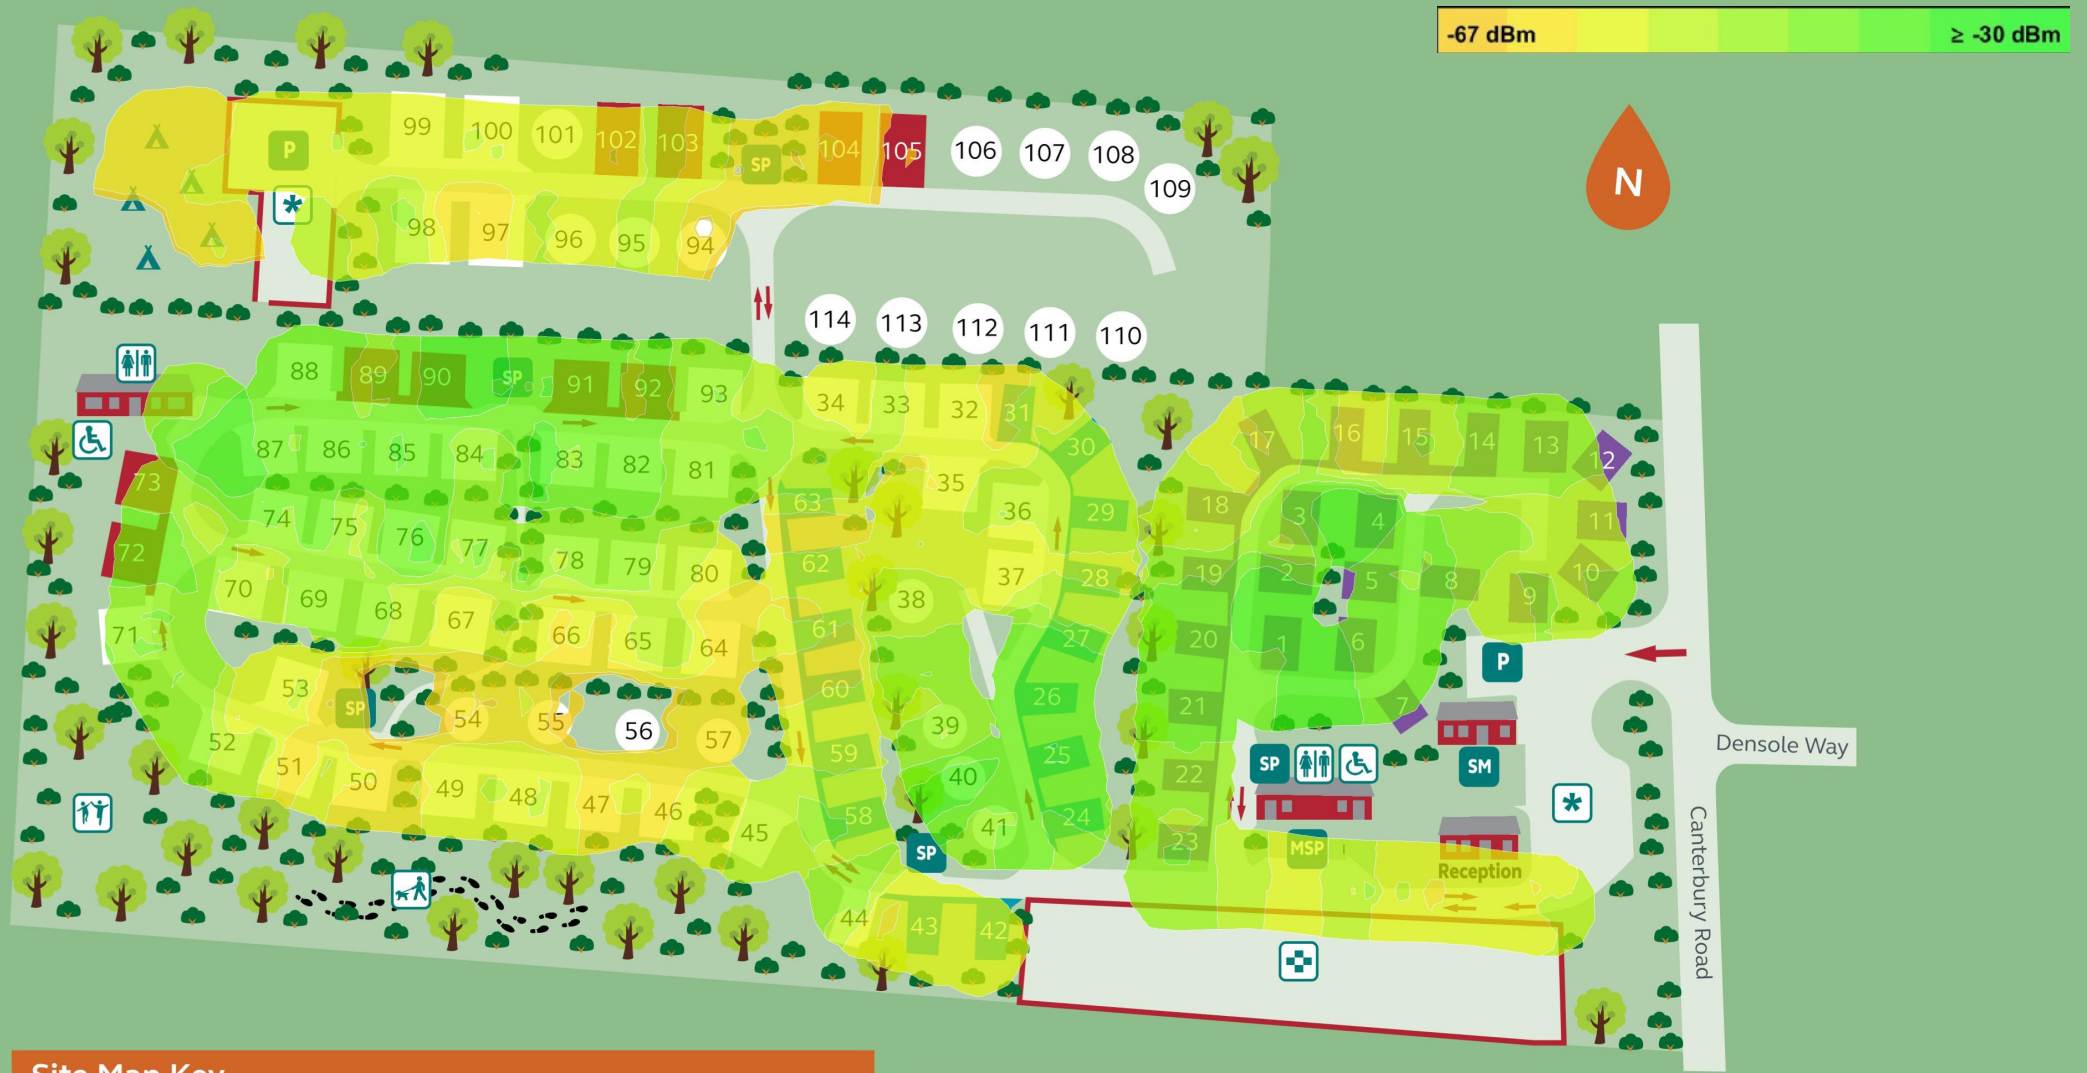 -67 dBm ≥ -30 dBm
N
99 100 101 102 103 104 105 106 107 108 109
P SP
*
98 97 96 95 94
114 113 112 111 110
88 89 90 SP 91 92 93
34 33 32 31 30
87 86 85 84 83 82 81
35 36 29
73 74 75 76 77 78 79 80
63 62 37 28
72 70 69 68 67 66 65 64
61 38 27
71 53 SP 54 55 56 57
60 39 26
52 51 50 49 48 47 46 45
59 40 25
58 41 24
SP
44 43 42
17 16 15 14 13 12
18 3 4 11
19 2 5 8 9 10
20 1 6
21 7
22 23
P
SP SM
*
MSP
Reception
Densole Way
Canterbury Road
Site Map Key